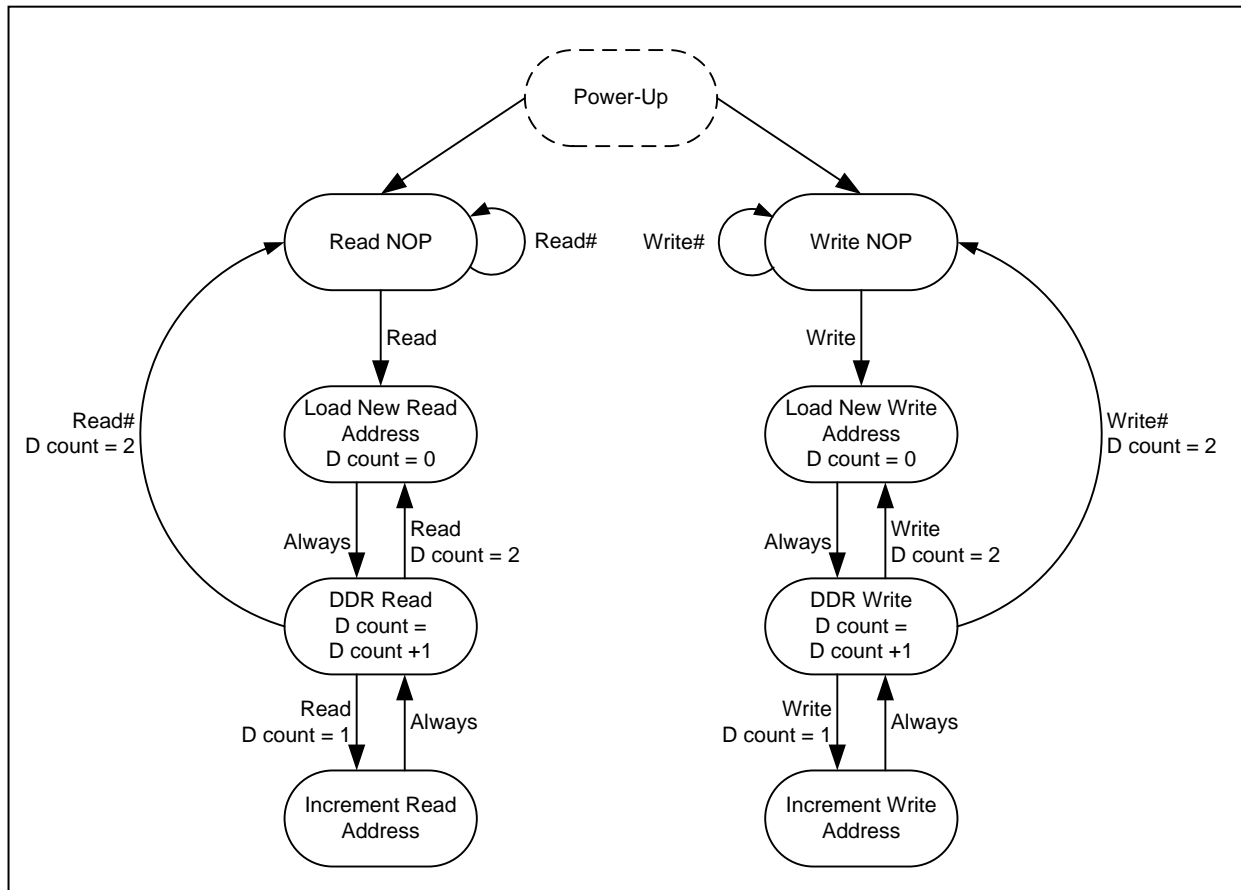 Power-Up
Read NOP
Read#
Write#
Write NOP
Read
Write
Load New Read
Address
D count = 0
Load New Write
Address
D count = 0
Read#
D count = 2
Write#
D count = 2
Always
Read
D count = 2
Always
Write
D count = 2
DDR Read
D count =
D count +1
DDR Write
D count =
D count +1
Read
D count = 1
Always
Write
D count = 1
Always
Increment Read
Address
Increment Write
Address